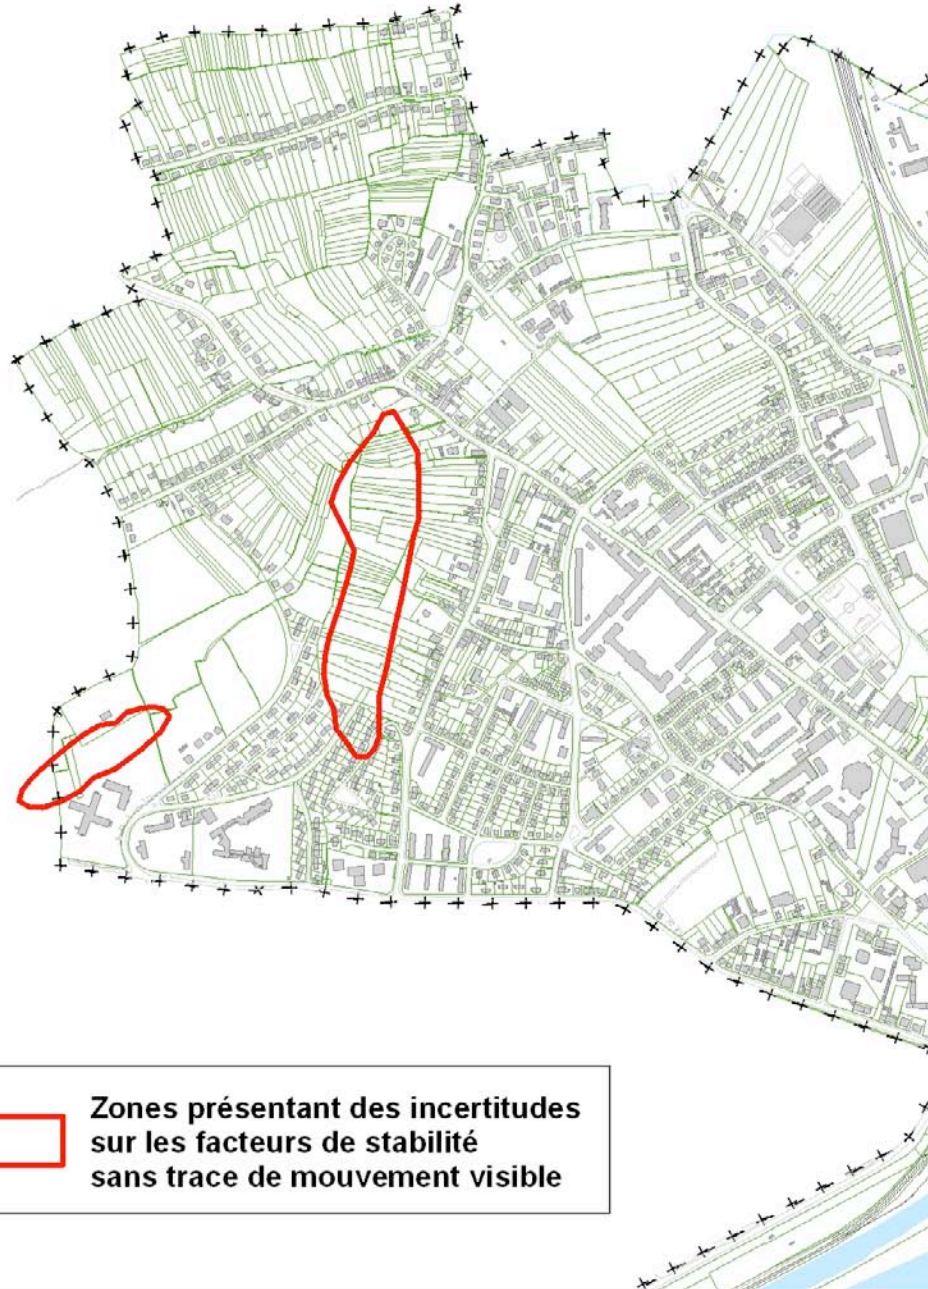 Zones présentant des incertitudes
sur les facteurs de stabilité
sans trace de mouvement visible